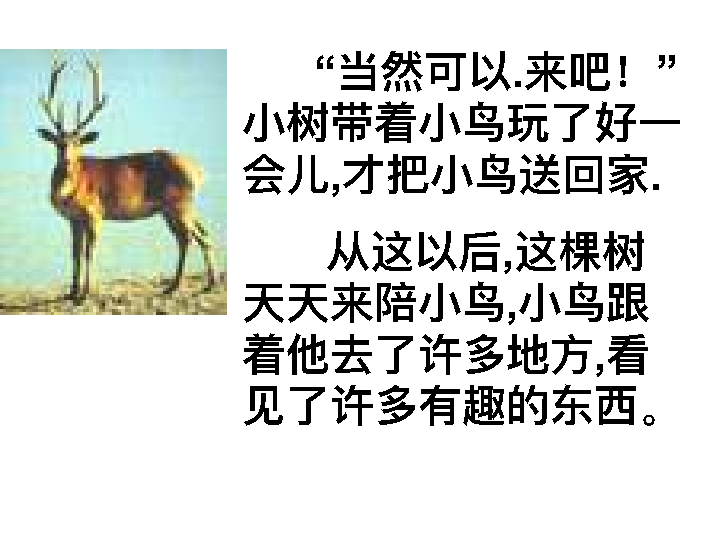 “当然可以.来吧！”
小树带着小鸟玩了好一
会儿,才把小鸟送回家.
从这以后,这棵树
天天来陪小鸟,小鸟跟
着他去了许多地方,看
见了许多有趣的东西。